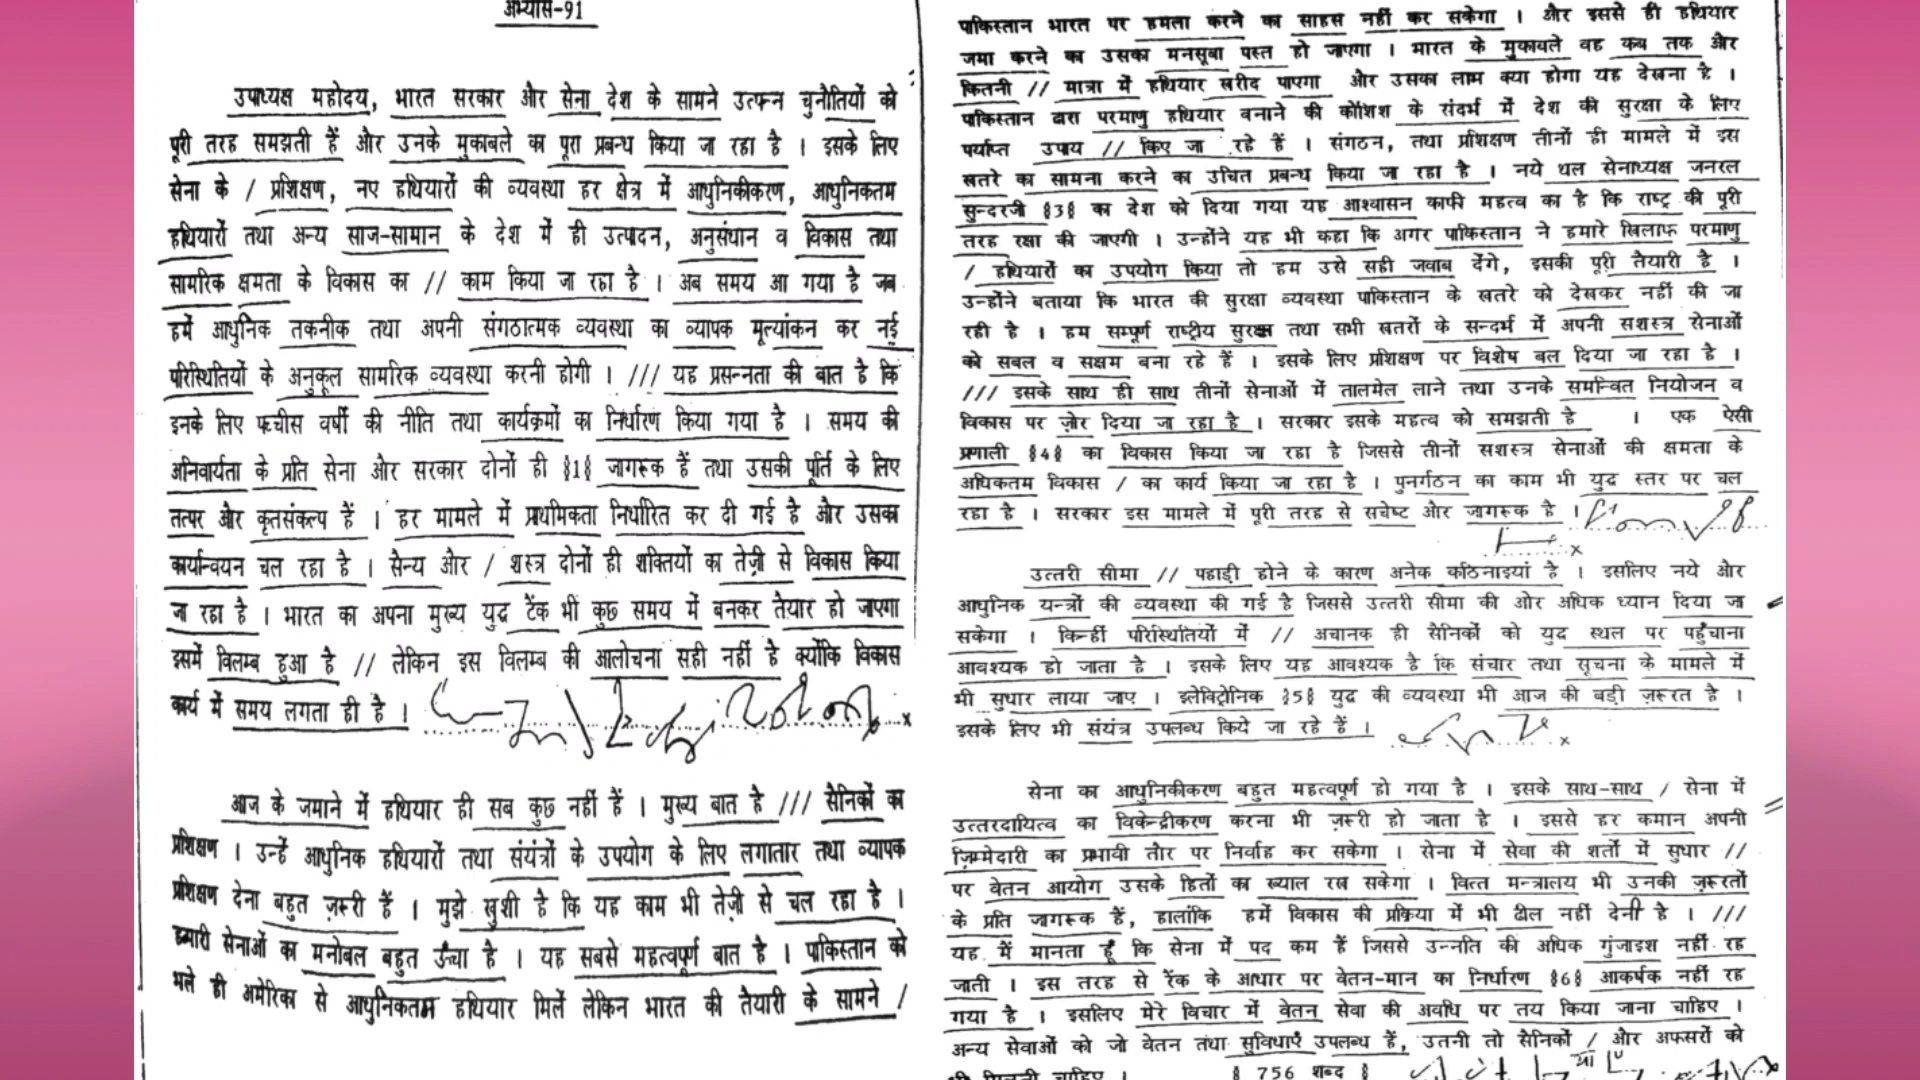 अभ्यास-91
उपाध्यक्ष महोदय, भारत सरकार और सेना देश के सामने उत्पन्न चुनौतियों को
पूरी तरह समझती हैं और उनके मुकाबले का पूरा प्रबन्ध किया जा रहा है । इसके लिए
सेना के / प्रशिक्षण, नए हथियारों की व्यवस्था हर क्षेत्र में आधुनिकीकरण, आधुनिकतम
हथियारों तथा अन्य साज-सामान के देश में ही उत्पादन, अनुसंधान व विकास तथा
सामरिक क्षमता के विकास का // काम किया जा रहा है । अब समय आ गया है जब
हमें आधुनिक तकनीक तथा अपनी संगठात्मक व्यवस्था का व्यापक मूल्यांकन कर नई
परिस्थितियों के अनुकूल सामरिक व्यवस्था करनी होगी । /// यह प्रसन्नता की बात है कि
इनके लिए पच्चीस वर्षों की नीति तथा कार्यक्रमों का निर्धारण किया गया है । समय की
अनिवार्यता के प्रति सेना और सरकार दोनों ही §1§ जागरूक हैं तथा उसकी पूर्ति के लिए
तत्पर और कृतसंकल्प हैं । हर मामले में प्राथमिकता निर्धारित कर दी गई है और उसका
कार्यान्वयन चल रहा है । सैन्य और / शस्त्र दोनों ही शक्तियों का तेज़ी से विकास किया
जा रहा है । भारत का अपना मुख्य युद्ध टैंक भी कुछ समय में बनकर तैयार हो जाएगा
इसमें विलम्ब हुआ है // लेकिन इस विलम्ब की आलोचना सही नहीं है क्योंकि विकास
कार्य में समय लगता ही है ।
आज के जमाने में हथियार ही सब कुछ नहीं हैं । मुख्य बात है /// सैनिकों का
प्रशिक्षण । उन्हें आधुनिक हथियारों तथा संयंत्रों के उपयोग के लिए लगातार तथा व्यापक
प्रशिक्षण देना बहुत ज़रूरी हैं । मुझे खुशी है कि यह काम भी तेज़ी से चल रहा है ।
हमारी सेनाओं का मनोबल बहुत ऊंचा है । यह सबसे महत्वपूर्ण बात है । पाकिस्तान को
भले ही अमेरिका से आधुनिकतम हथियार मिलें लेकिन भारत की तैयारी के सामने /
पाकिस्तान भारत पर हमला करने का साहस नहीं कर सकेगा । और इससे ही हथियार
जमा करने का उसका मनसूबा पस्त हो जाएगा । भारत के मुकाबले वह कब तक और
कितनी // मात्रा में हथियार खरीद पाएगा और उसका लाभ क्या होगा यह देखना है ।
पाकिस्तान द्वारा परमाणु हथियार बनाने की कोशिश के संदर्भ में देश की सुरक्षा के लिए
पर्याप्त उपाय // किए जा रहे हैं । संगठन, तथा प्रशिक्षण तीनों ही मामले में इस
खतरे का सामना करने का उचित प्रबन्ध किया जा रहा है । नये थल सेनाध्यक्ष जनरल
सुन्दरजी §3§ का देश को दिया गया यह आश्वासन काफी महत्व का है कि राष्ट्र की पूरी
तरह रक्षा की जाएगी । उन्होंने यह भी कहा कि अगर पाकिस्तान ने हमारे खिलाफ परमाणु
/ हथियारों का उपयोग किया तो हम उसे सही जवाब देंगे, इसकी पूरी तैयारी है ।
उन्होंने बताया कि भारत की सुरक्षा व्यवस्था पाकिस्तान के खतरे को देखकर नहीं की जा
रही है । हम सम्पूर्ण राष्ट्रीय सुरक्षा तथा सभी खतरों के सन्दर्भ में अपनी सशस्त्र सेनाओं
को सबल व सक्षम बना रहे हैं । इसके लिए प्रशिक्षण पर विशेष बल दिया जा रहा है ।
/// इसके साथ ही साथ तीनों सेनाओं में तालमेल लाने तथा उनके समन्वित नियोजन व
विकास पर ज़ोर दिया जा रहा है । सरकार इसके महत्व को समझती है । एक ऐसी
प्रणाली §4§ का विकास किया जा रहा है जिससे तीनों सशस्त्र सेनाओं की क्षमता के
अधिकतम विकास / का कार्य किया जा रहा है । पुनर्गठन का काम भी युद्ध स्तर पर चल
रहा है । सरकार इस मामले में पूरी तरह से सचेष्ट और जागरूक है ।
उत्तरी सीमा // पहाड़ी होने के कारण अनेक कठिनाइयां है । इसलिए नये और
आधुनिक यन्त्रों की व्यवस्था की गई है जिससे उत्तरी सीमा की ओर अधिक ध्यान दिया जा
सकेगा । किन्हीं परिस्थितियों में // अचानक ही सैनिकों को युद्ध स्थल पर पहुँचाना
आवश्यक हो जाता है । इसके लिए यह आवश्यक है कि संचार तथा सूचना के मामले में
भी सुधार लाया जाए । इलेक्ट्रोनिक §5§ युद्ध की व्यवस्था भी आज की बड़ी ज़रूरत है ।
इसके लिए भी संयंत्र उपलब्ध किये जा रहे हैं ।
सेना का आधुनिकीकरण बहुत महत्वपूर्ण हो गया है । इसके साथ-साथ / सेना में
उत्तरदायित्व का विकेन्द्रीकरण करना भी ज़रूरी हो जाता है । इससे हर कमान अपनी
ज़िम्मेदारी का प्रभावी तौर पर निर्वाह कर सकेगा । सेना में सेवा की शर्तों में सुधार //
पर वेतन आयोग उसके हितों का ख्याल रख सकेगा । वित्त मन्त्रालय भी उनकी ज़रूरतों
के प्रति जागरूक हैं, हालांकि हमें विकास की प्रक्रिया में भी ढील नहीं देनी है । ///
यह मैं मानता हूँ कि सेना में पद कम हैं जिससे उन्नति की अधिक गुंजाइश नहीं रह
जाती । इस तरह से रैंक के आधार पर वेतन-मान का निर्धारण §6§ आकर्षक नहीं रह
गया है । इसलिए मेरे विचार में वेतन सेवा की अवधि पर तय किया जाना चाहिए ।
अन्य सेवाओं को जो वेतन तथा सुविधाएँ उपलब्ध हैं, उतनी तो सैनिकों / और अफसरों को
भी मिलनी चाहिए । § 756 शब्द §